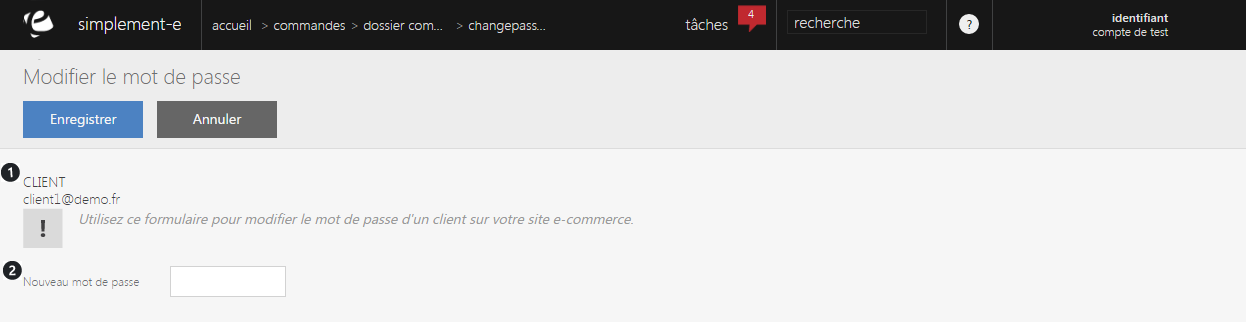 simplement-e
accueil > commandes > dossier com... > changepass...
tâches 4
recherche
?
identifiant
compte de test
Modifier le mot de passe
Enregistrer
Annuler
1
CLIENT
client1@demo.fr
! Utilisez ce formulaire pour modifier le mot de passe d'un client sur votre site e-commerce.
2
Nouveau mot de passe